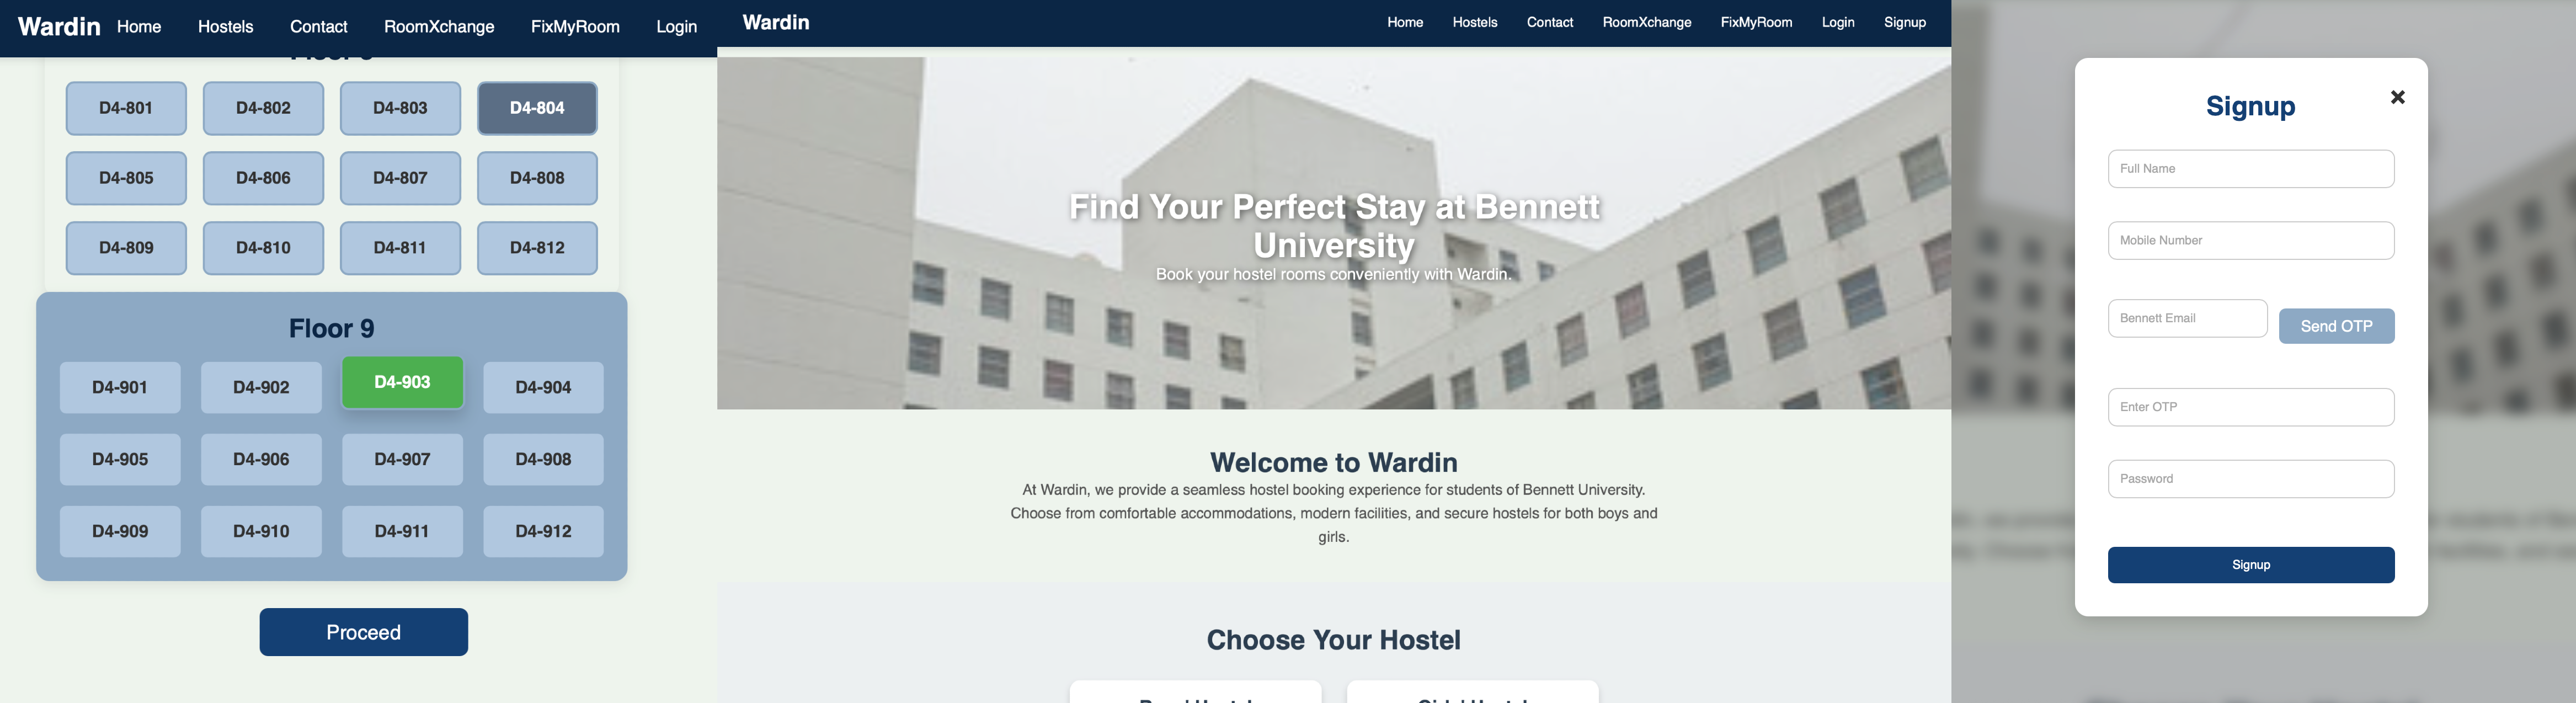 Wardin Home Hostels Contact RoomXchange FixMyRoom Login
D4-801 D4-802 D4-803 D4-804
D4-805 D4-806 D4-807 D4-808
D4-809 D4-810 D4-811 D4-812
Floor 9
D4-901 D4-902 D4-903 D4-904
D4-905 D4-906 D4-907 D4-908
D4-909 D4-910 D4-911 D4-912
Proceed
Wardin Home Hostels Contact RoomXchange FixMyRoom Login Signup
Find Your Perfect Stay at Bennett
University
Book your hostel rooms conveniently with Wardin.
Welcome to Wardin
At Wardin, we provide a seamless hostel booking experience for students of Bennett University.
Choose from comfortable accommodations, modern facilities, and secure hostels for both boys and
girls.
Choose Your Hostel
Signup ×
Full Name
Mobile Number
Bennett Email Send OTP
Enter OTP
Password
Signup